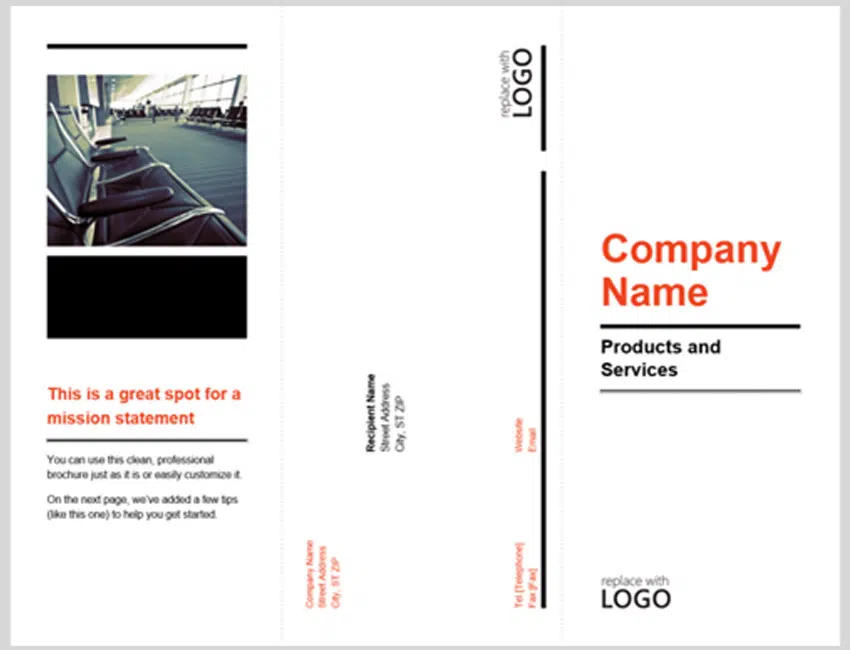 This is a great spot for a
mission statement
You can use this clean, professional
brochure just as it is or easily customize it.
On the next page, we've added a few tips
(like this one) to help you get started.
Company Name
Street Address
City, ST ZIP
Recipient Name
Street Address
City, ST ZIP
replace with
LOGO
Website
Email
Tel [Telephone]
Fax [Fax]
Company
Name
Products and
Services
replace with
LOGO